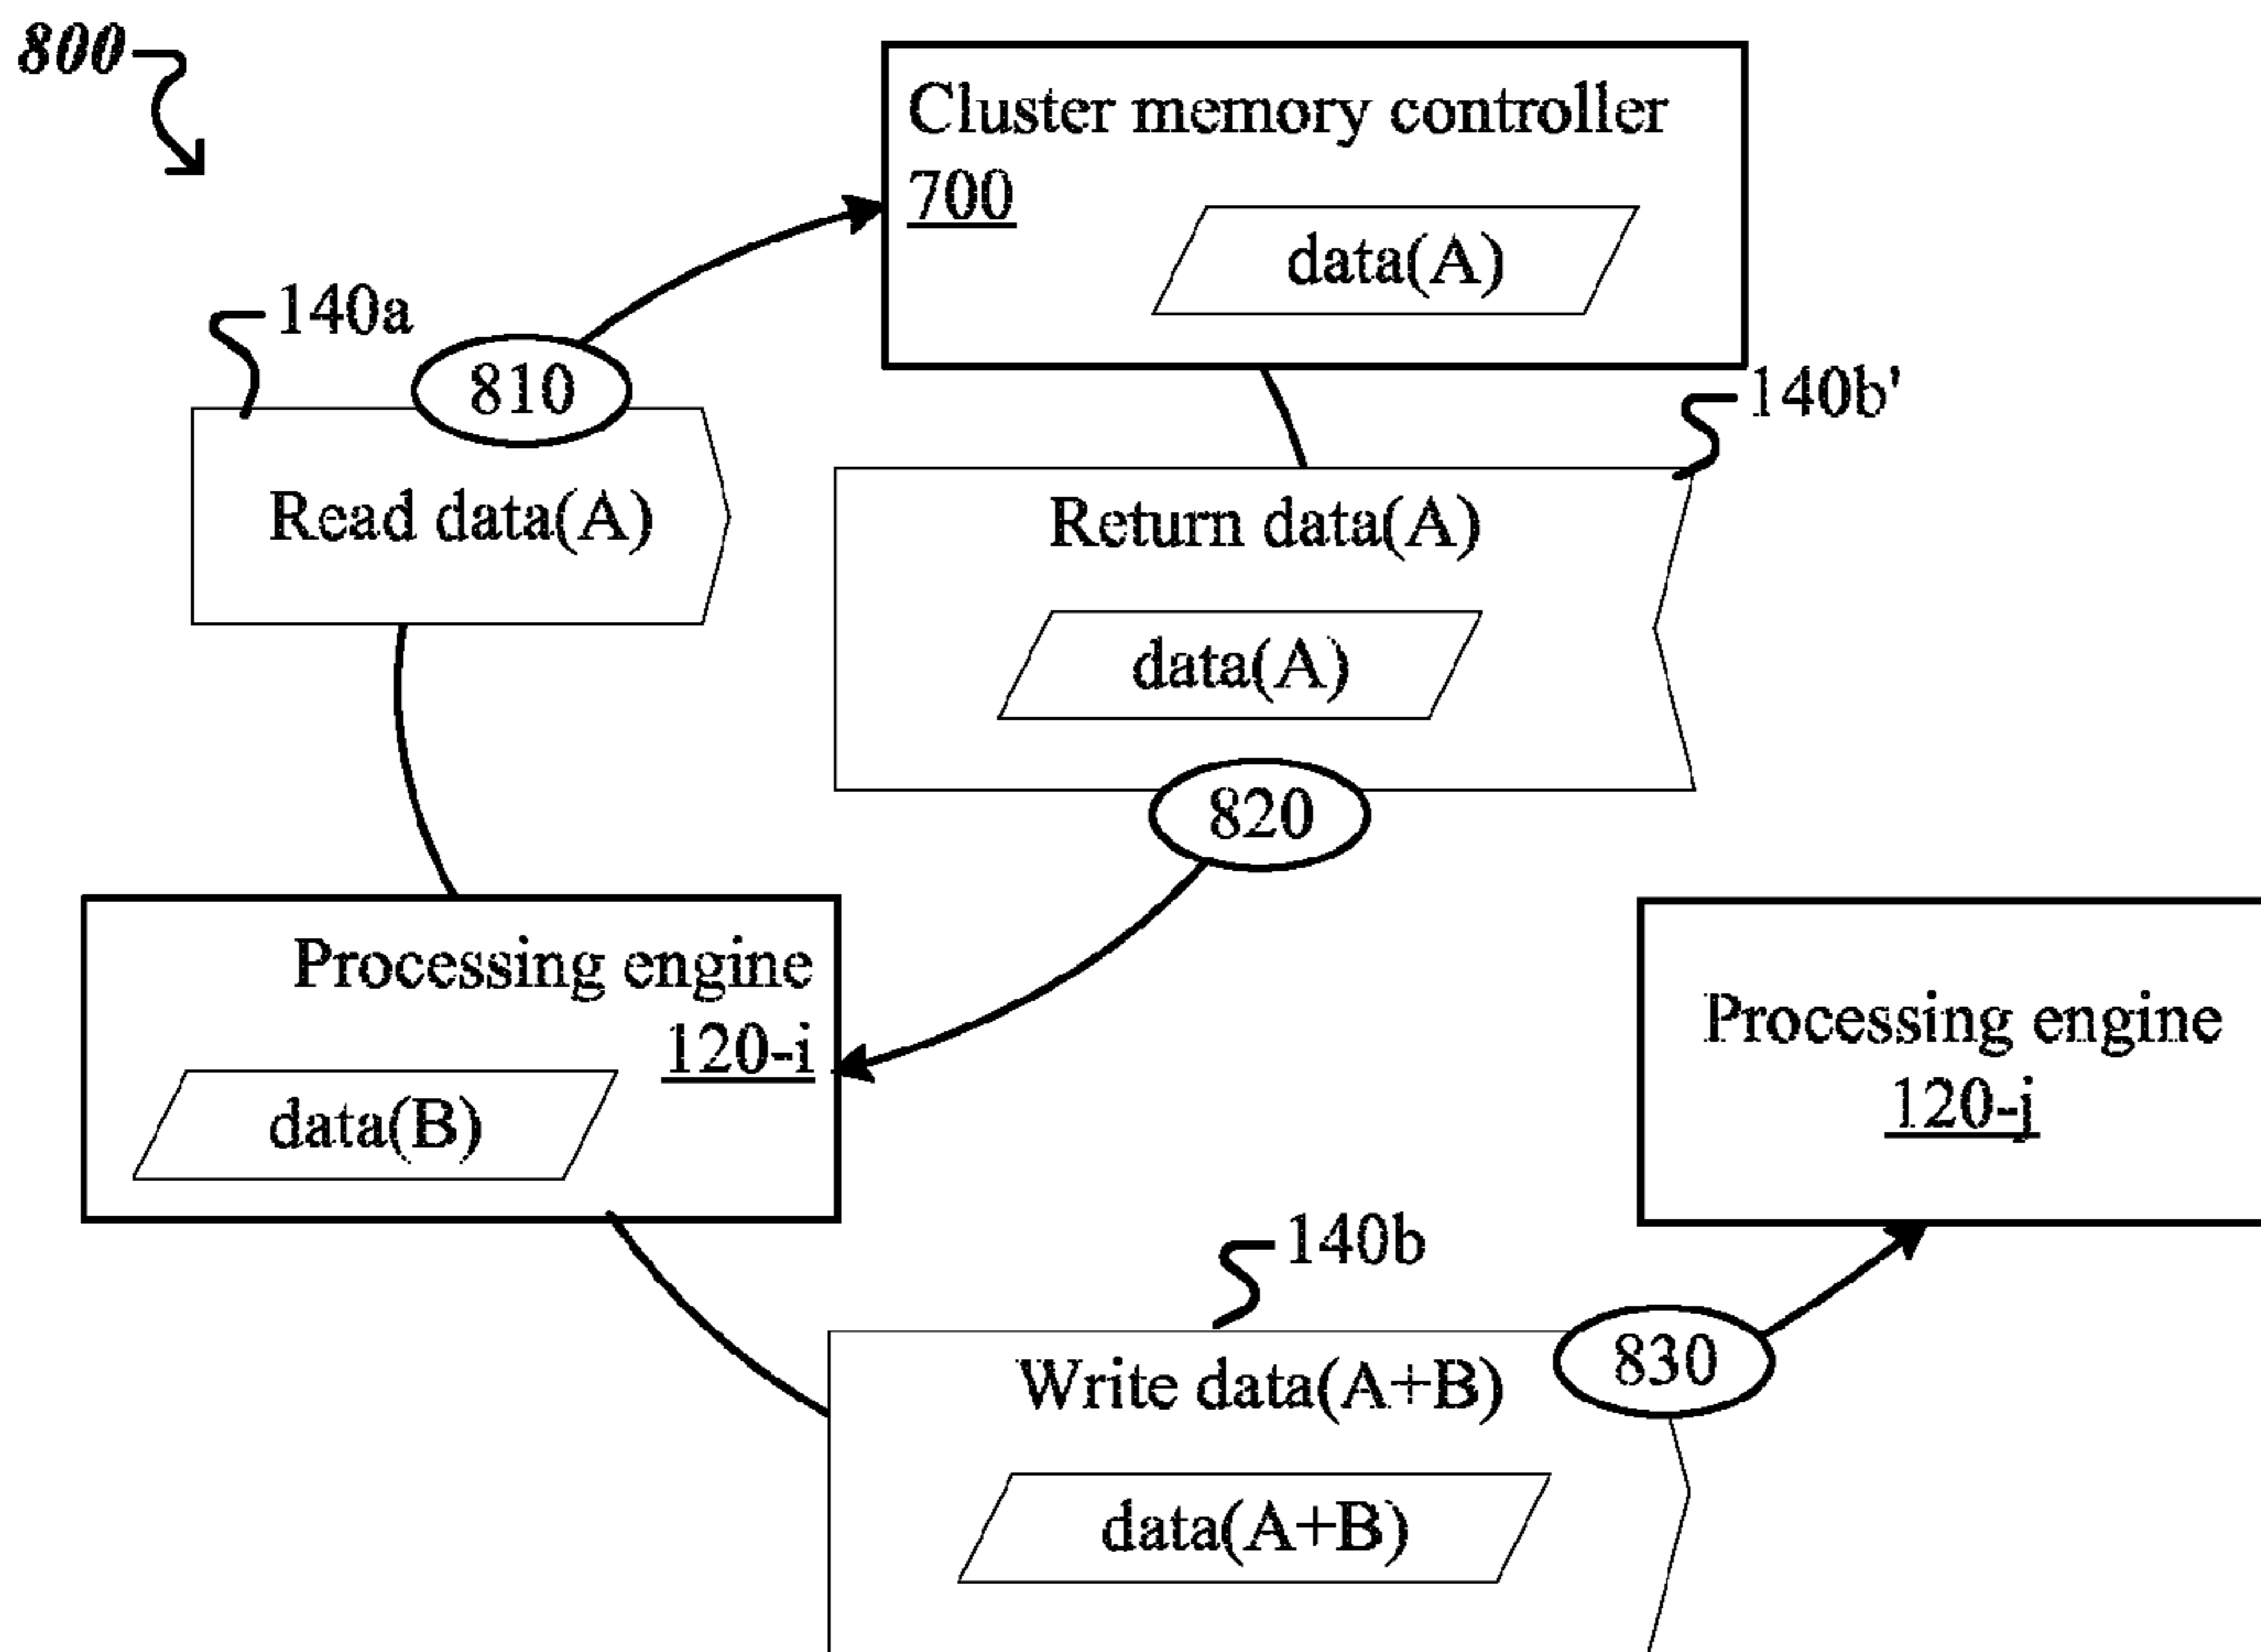 800
Cluster memory controller
700
data(A)
140a
810
140b'
Read data(A)
Return data(A)
data(A)
820
Processing engine
120-i
data(B)
Processing engine
120-j
140b
830
Write data(A+B)
data(A+B)